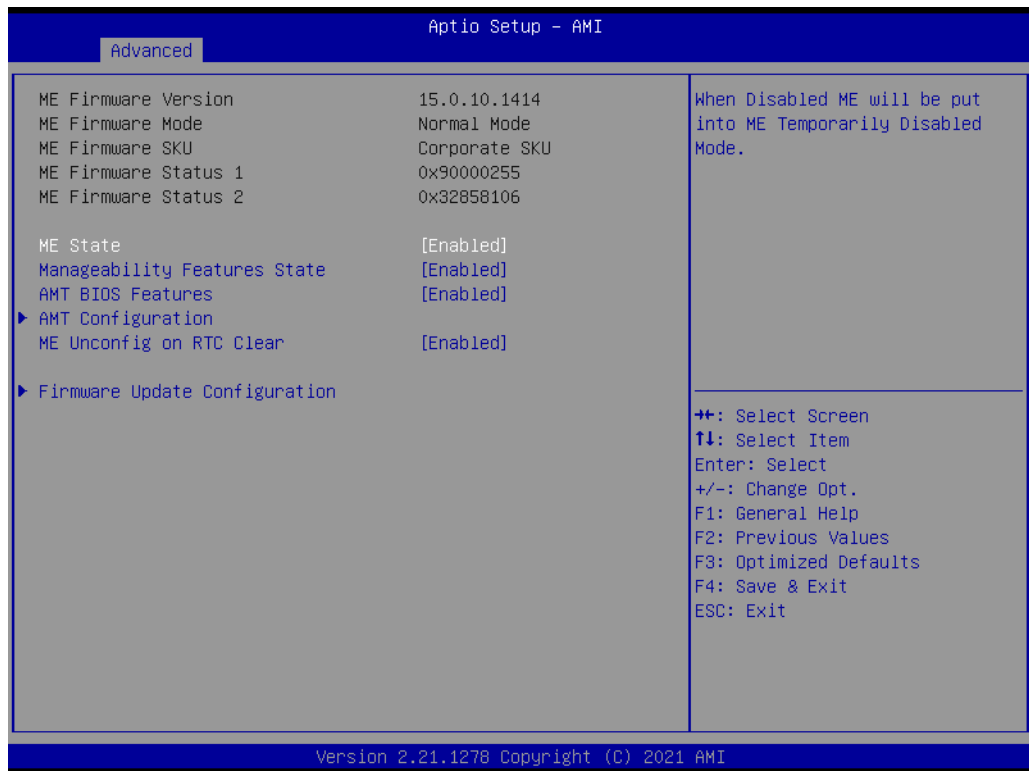 Aptio Setup – AMI
Advanced
ME Firmware Version 15.0.10.1414
ME Firmware Mode Normal Mode
ME Firmware SKU Corporate SKU
ME Firmware Status 1 0x90000255
ME Firmware Status 2 0x32858106
ME State [Enabled]
Manageability Features State [Enabled]
AMT BIOS Features [Enabled]
▶ AMT Configuration
ME Unconfig on RTC Clear [Enabled]
▶ Firmware Update Configuration
When Disabled ME will be put
into ME Temporarily Disabled
Mode.
→←: Select Screen
↑↓: Select Item
Enter: Select
+/-: Change Opt.
F1: General Help
F2: Previous Values
F3: Optimized Defaults
F4: Save & Exit
ESC: Exit
Version 2.21.1278 Copyright (C) 2021 AMI